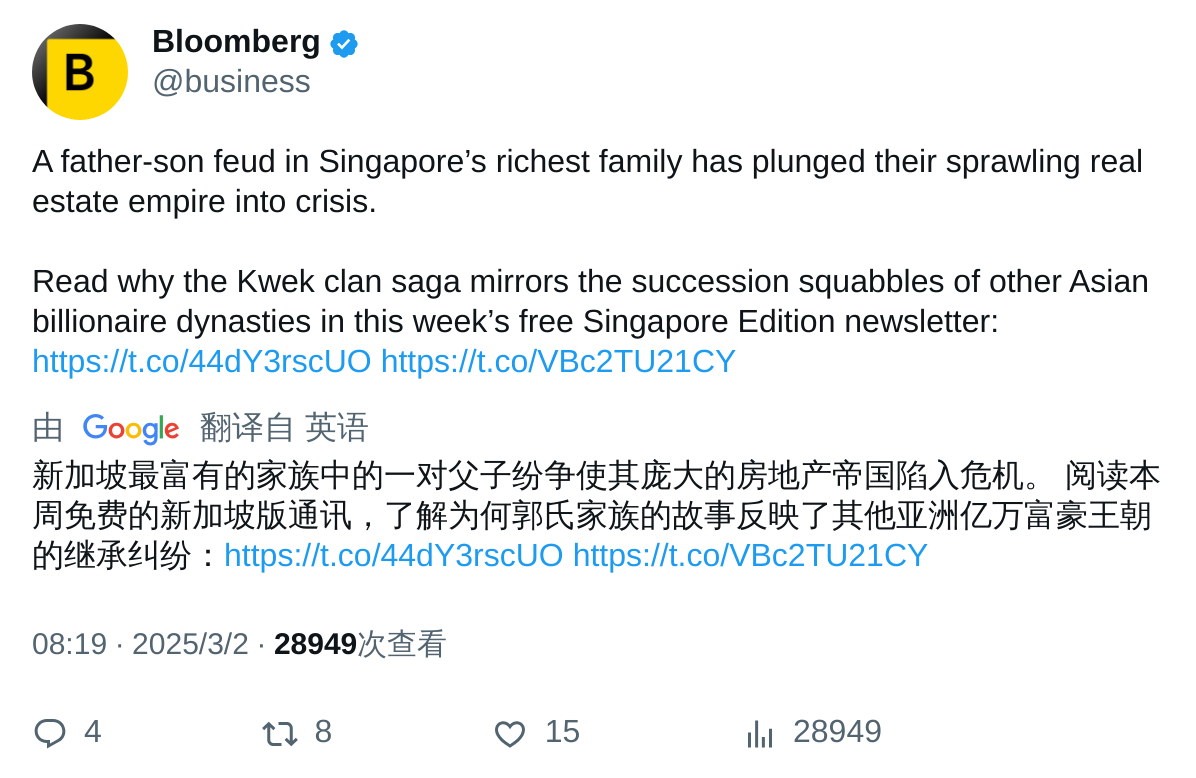 B
Bloomberg
@business
A father-son feud in Singapore’s richest family has plunged their sprawling real
estate empire into crisis.
Read why the Kwek clan saga mirrors the succession squabbles of other Asian
billionaire dynasties in this week’s free Singapore Edition newsletter:
https://t.co/44dY3rscUO https://t.co/VBc2TU21CY
由 Google 翻译自 英语
新加坡最富有的家族中的一对父子纷争使其庞大的房地产帝国陷入危机。 阅读本
周免费的新加坡版通讯，了解为何郭氏家族的故事反映了其他亚洲亿万富豪王朝
的继承纠纷：https://t.co/44dY3rscUO https://t.co/VBc2TU21CY
08:19 · 2025/3/2 · 28949次查看
4 8 15 28949